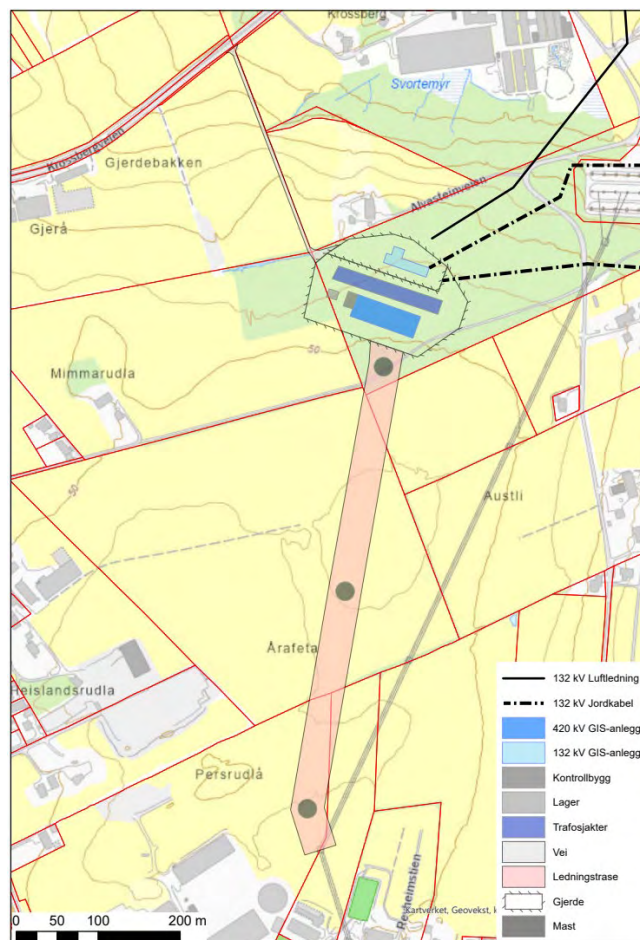 Krossberg
Svortemyr
Krossbergveien
Gjerdebakken
Alvasteinveien
Gjerå
50
Mimmarudla
50
Austli
Årafeta
Heislandsrudla
Persrudlå
Revheimstien
Kartverket, Geovekst, k
0 50 100 200 m
132 kV Luftledning
132 kV Jordkabel
420 kV GIS-anlegg
132 kV GIS-anlegg
Kontrollbygg
Lager
Trafosjakter
Vei
Ledningstrase
Gjerde
Mast